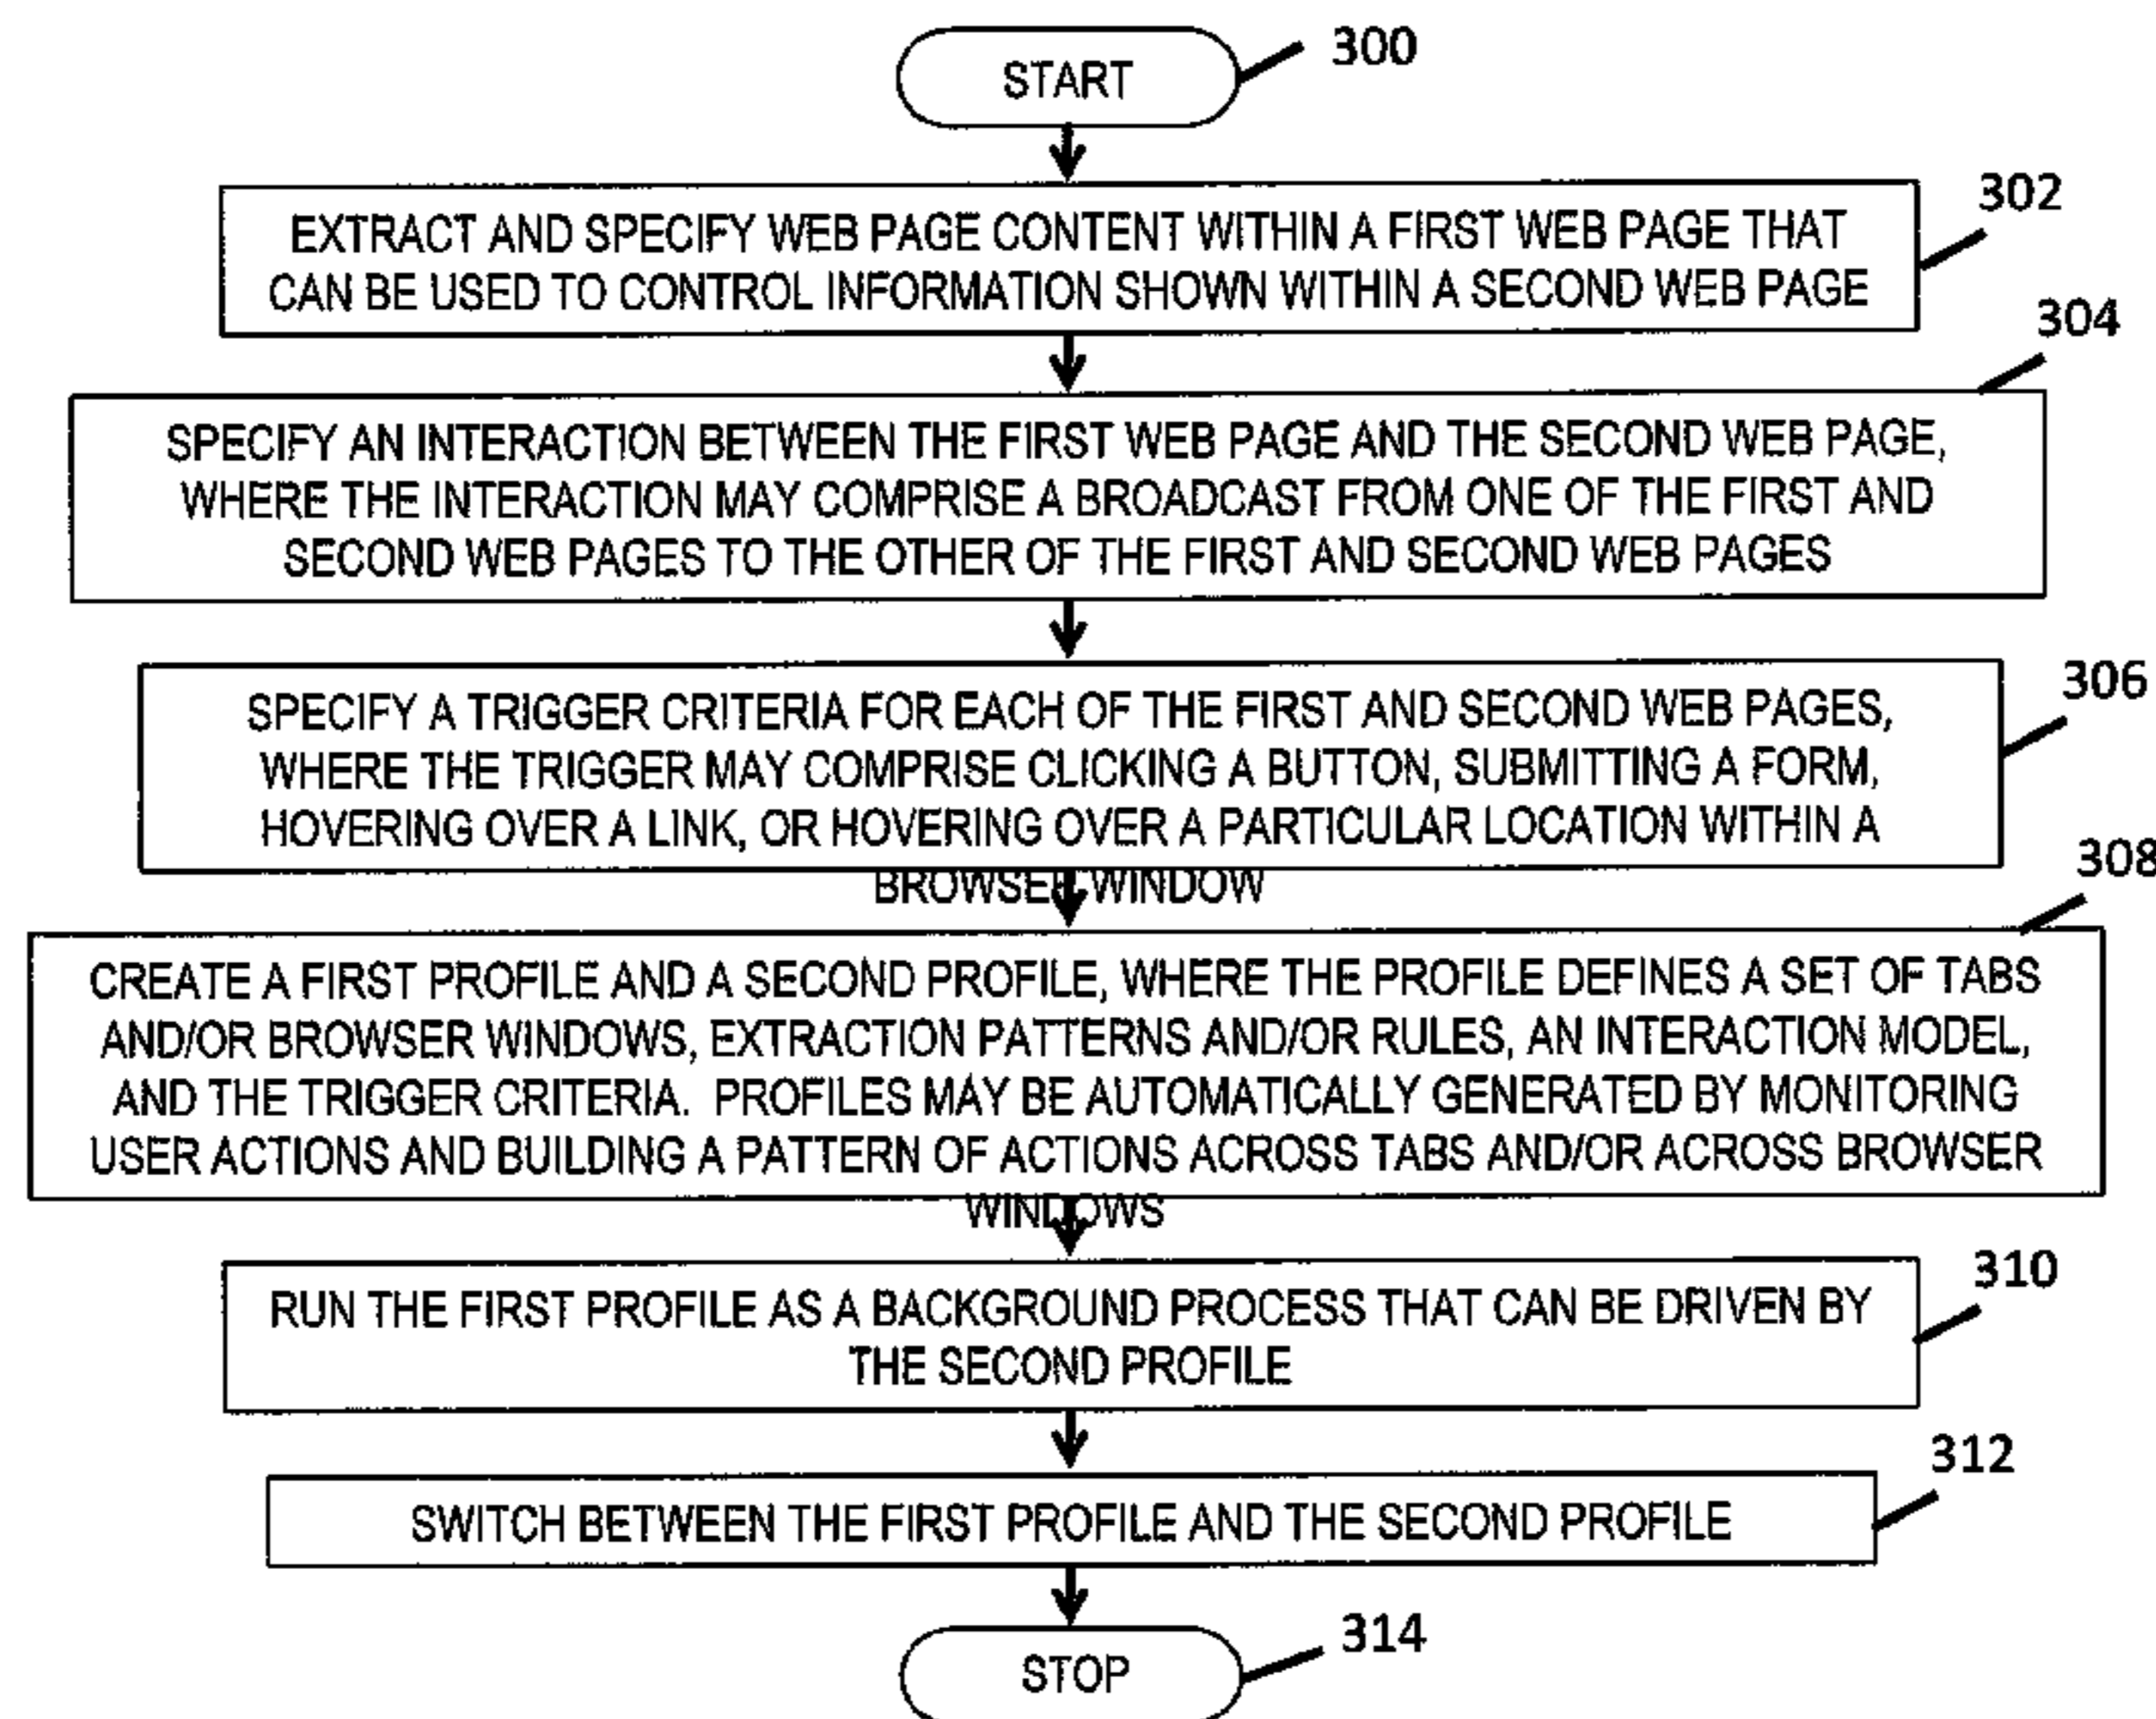 START
300
302
EXTRACT AND SPECIFY WEB PAGE CONTENT WITHIN A FIRST WEB PAGE THAT
CAN BE USED TO CONTROL INFORMATION SHOWN WITHIN A SECOND WEB PAGE
304
SPECIFY AN INTERACTION BETWEEN THE FIRST WEB PAGE AND THE SECOND WEB PAGE,
WHERE THE INTERACTION MAY COMPRISE A BROADCAST FROM ONE OF THE FIRST AND
SECOND WEB PAGES TO THE OTHER OF THE FIRST AND SECOND WEB PAGES
306
SPECIFY A TRIGGER CRITERIA FOR EACH OF THE FIRST AND SECOND WEB PAGES,
WHERE THE TRIGGER MAY COMPRISE CLICKING A BUTTON, SUBMITTING A FORM,
HOVERING OVER A LINK, OR HOVERING OVER A PARTICULAR LOCATION WITHIN A
BROWSER WINDOW
308
CREATE A FIRST PROFILE AND A SECOND PROFILE, WHERE THE PROFILE DEFINES A SET OF TABS
AND/OR BROWSER WINDOWS, EXTRACTION PATTERNS AND/OR RULES, AN INTERACTION MODEL,
AND THE TRIGGER CRITERIA. PROFILES MAY BE AUTOMATICALLY GENERATED BY MONITORING
USER ACTIONS AND BUILDING A PATTERN OF ACTIONS ACROSS TABS AND/OR ACROSS BROWSER
WINDOWS
310
RUN THE FIRST PROFILE AS A BACKGROUND PROCESS THAT CAN BE DRIVEN BY
THE SECOND PROFILE
312
SWITCH BETWEEN THE FIRST PROFILE AND THE SECOND PROFILE
314
STOP